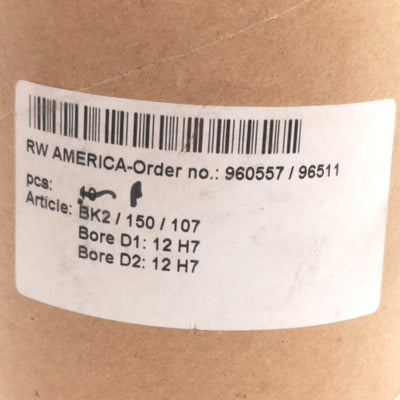 RW AMERICA-Order no.: 960557 / 96511
pcs:
Article: BK2 / 150 / 107
Bore D1: 12 H7
Bore D2: 12 H7